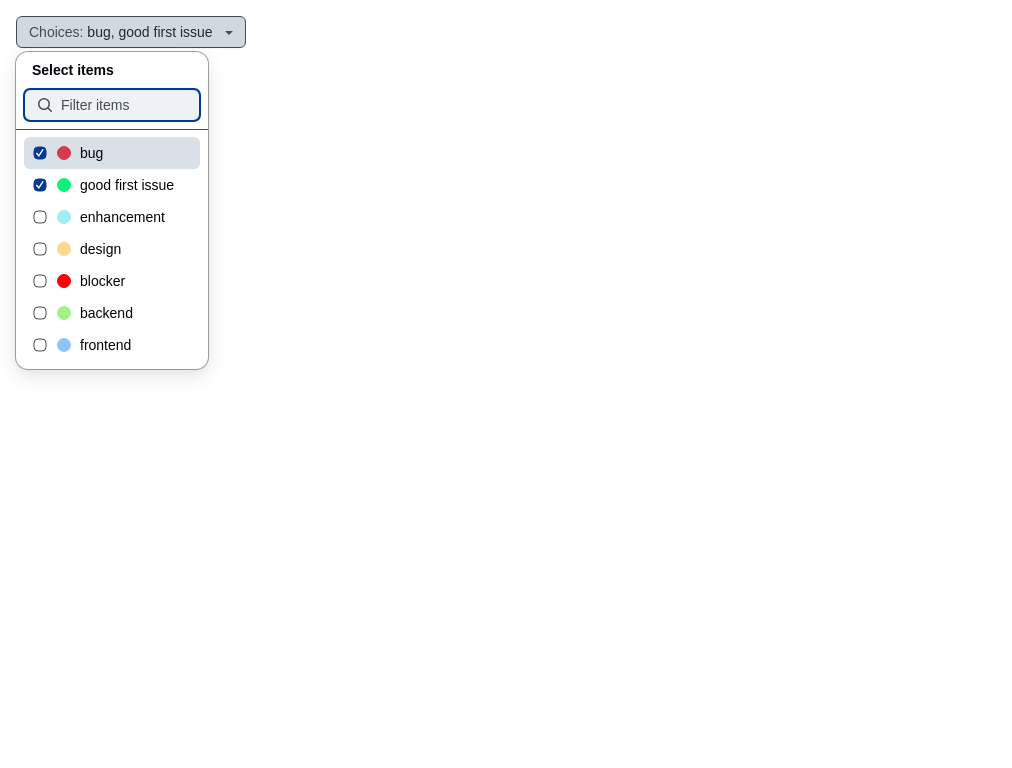 Choices: bug, good first issue
Select items
Filter items
bug
good first issue
enhancement
design
blocker
backend
frontend